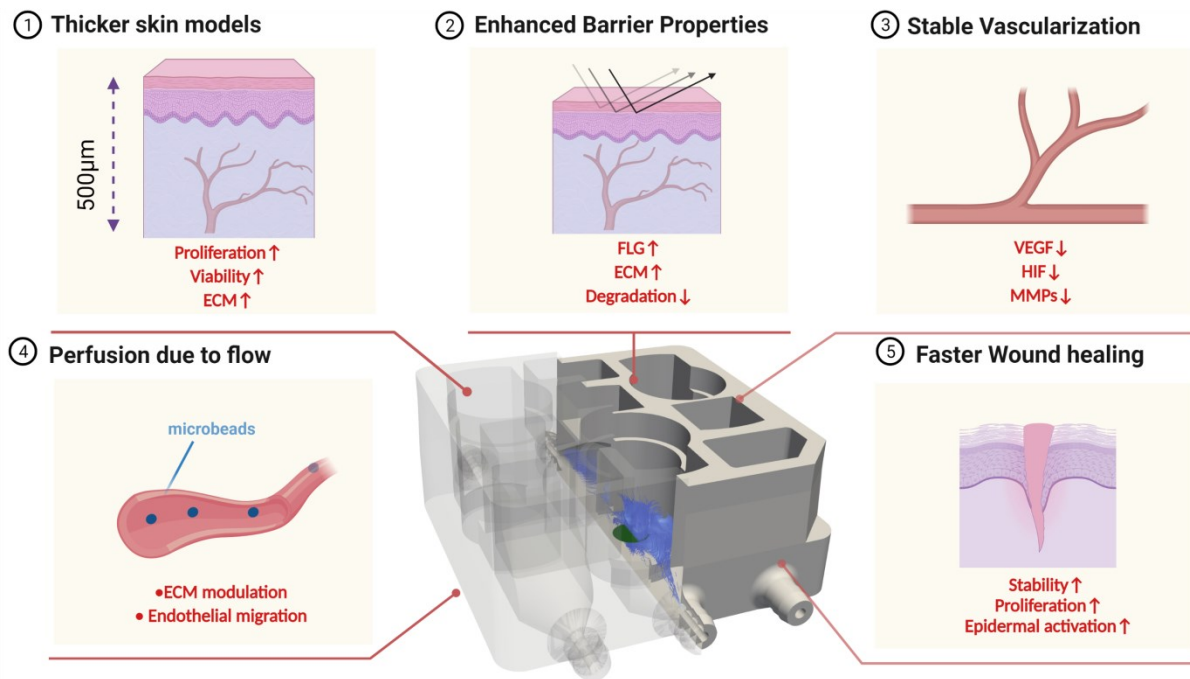 1 Thicker skin models
500µm
Proliferation↑
Viability↑
ECM↑
2 Enhanced Barrier Properties
FLG↑
ECM↑
Degradation↓
3 Stable Vascularization
VEGF↓
HIF↓
MMPs↓
4 Perfusion due to flow
microbeads
•ECM modulation
• Endothelial migration
5 Faster Wound healing
Stability↑
Proliferation↑
Epidermal activation↑